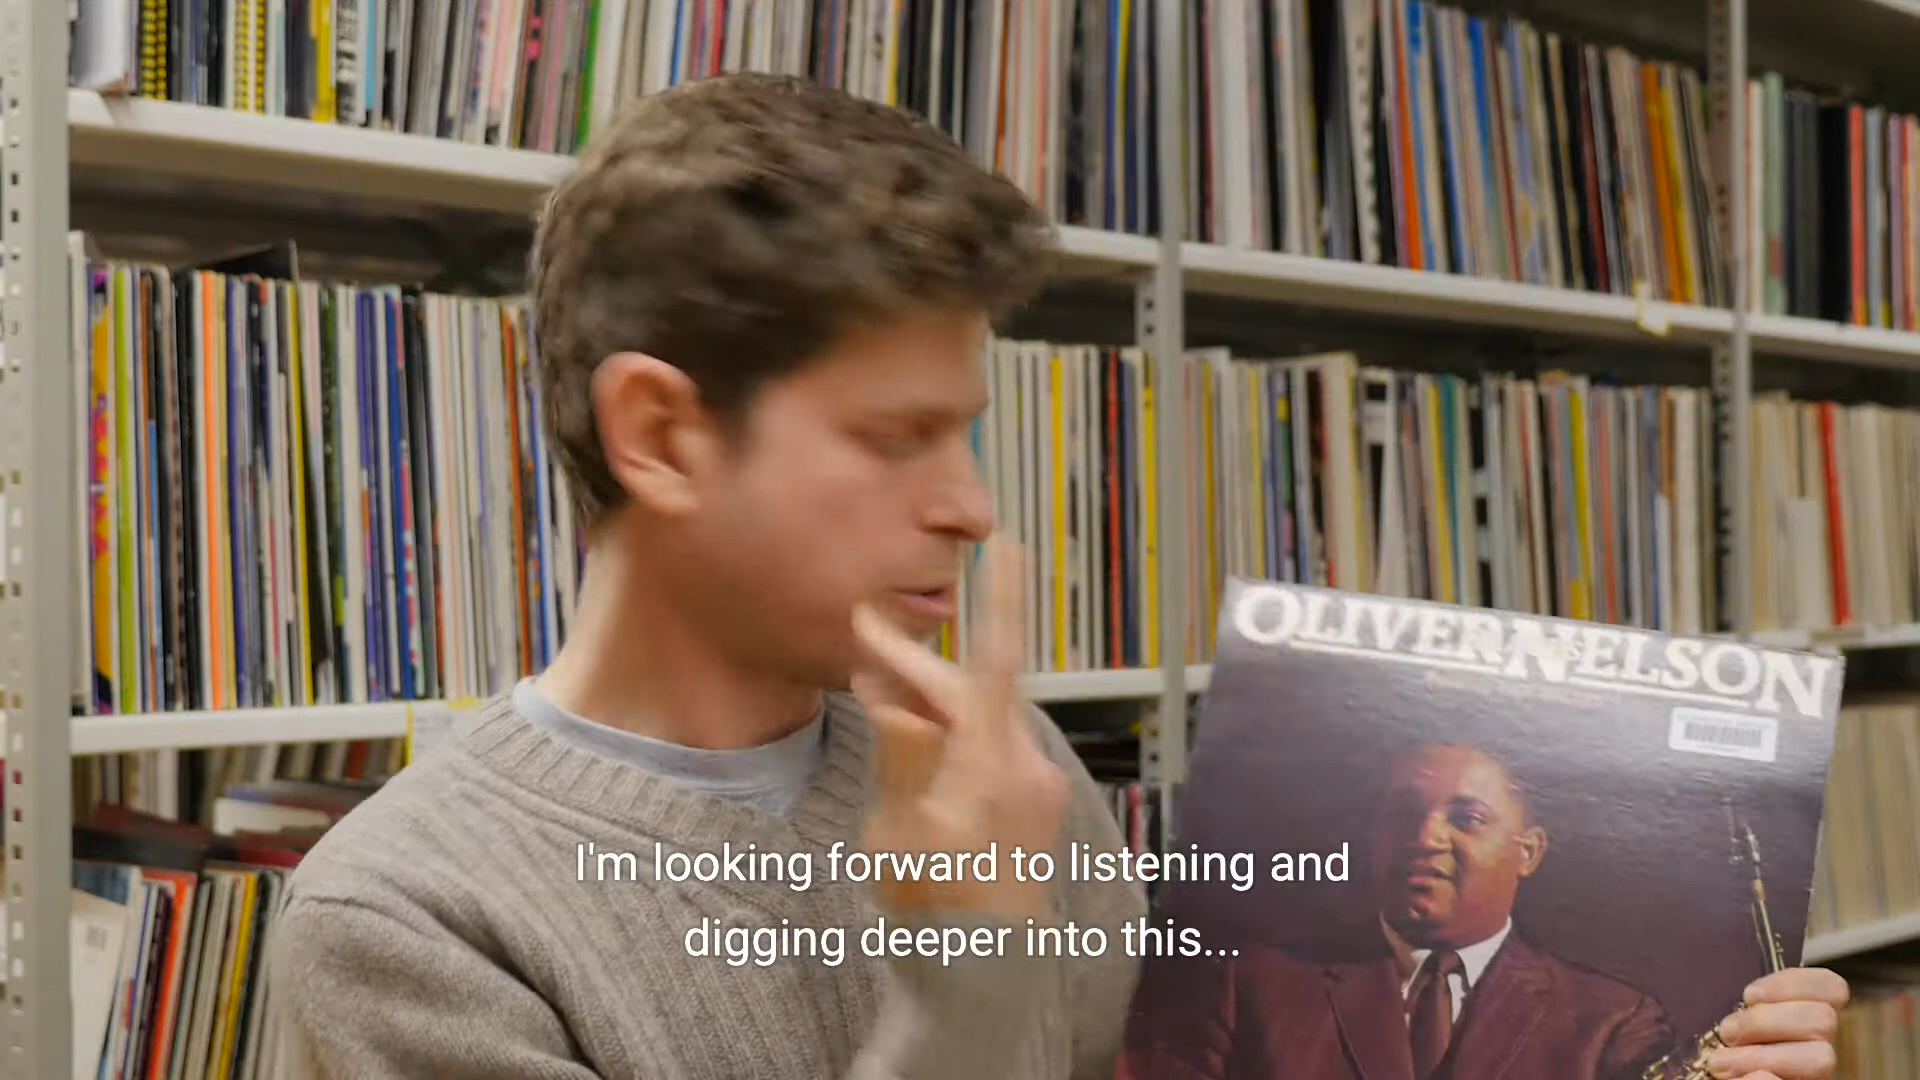 OLIVER NELSON
I'm looking forward to listening and
digging deeper into this...